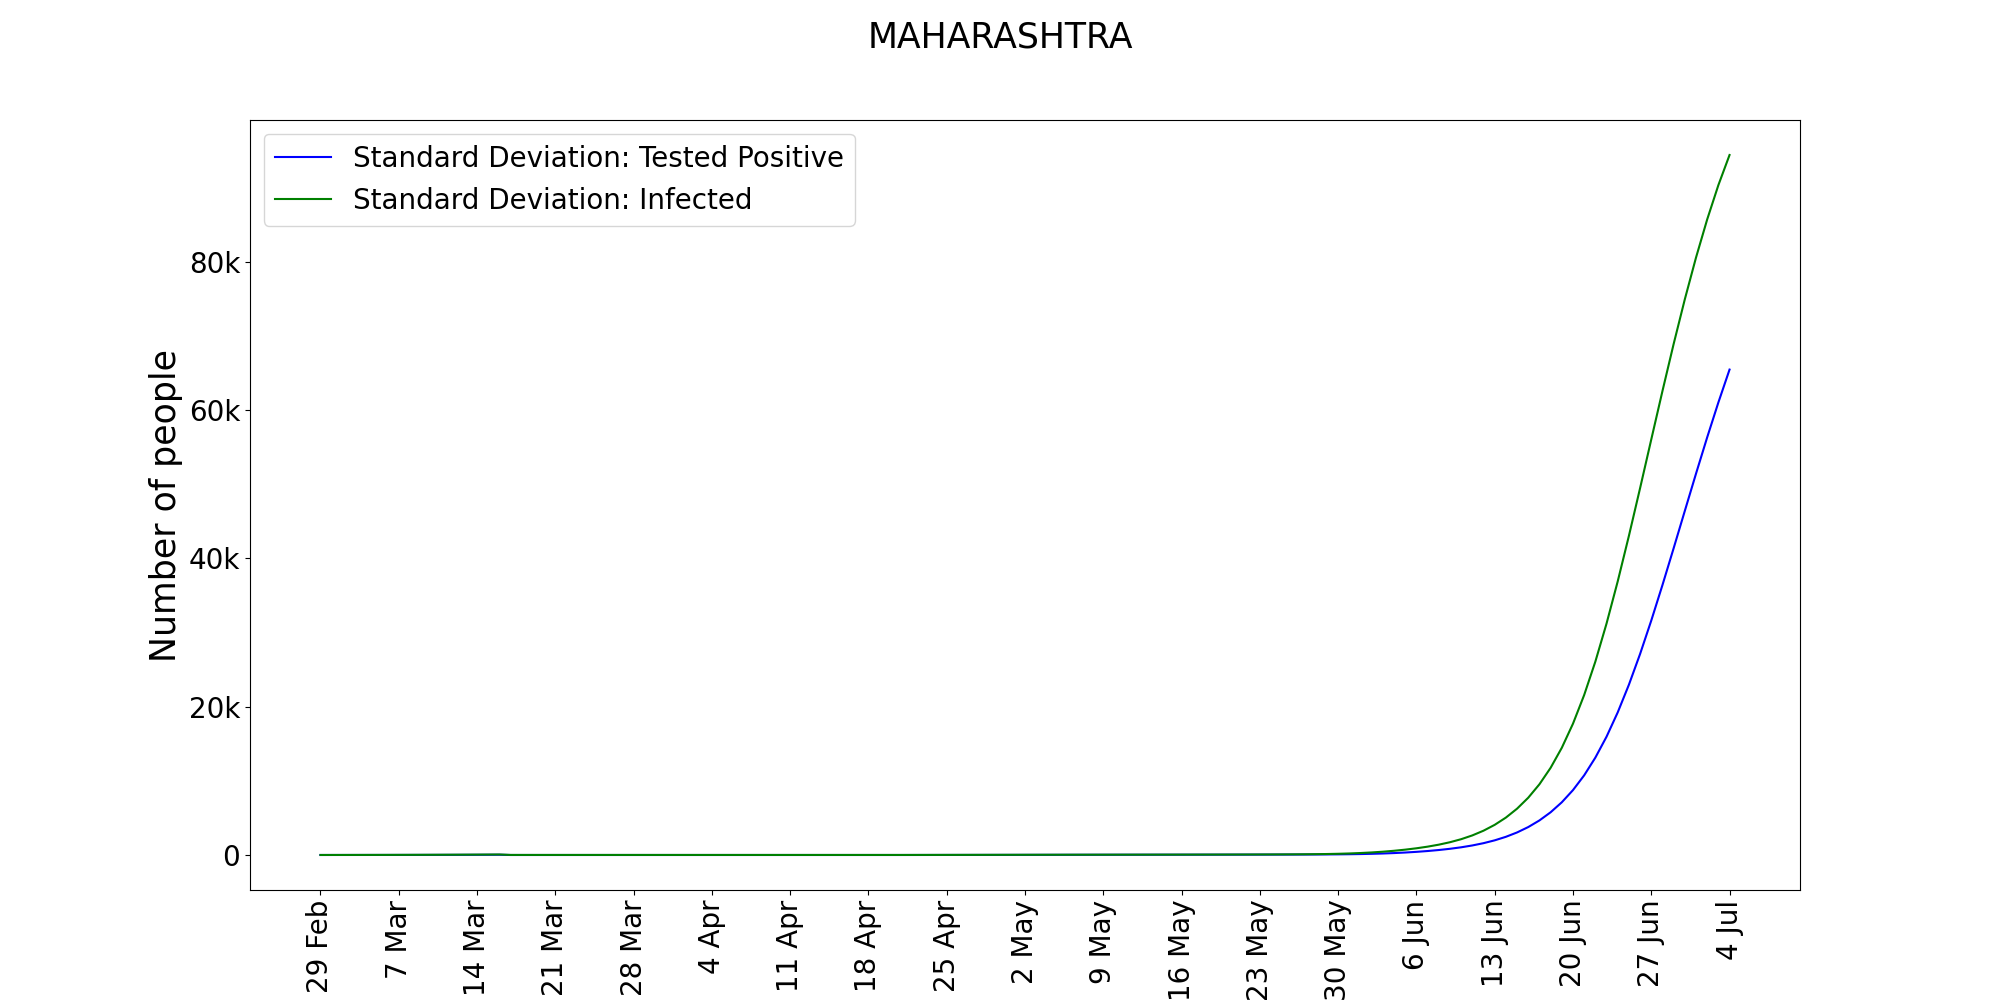 MAHARASHTRA
Standard Deviation: Tested Positive
Standard Deviation: Infected
Number of people
80k
60k
40k
20k
0
29 Feb
7 Mar
14 Mar
21 Mar
28 Mar
4 Apr
11 Apr
18 Apr
25 Apr
2 May
9 May
16 May
23 May
30 May
6 Jun
13 Jun
20 Jun
27 Jun
4 Jul